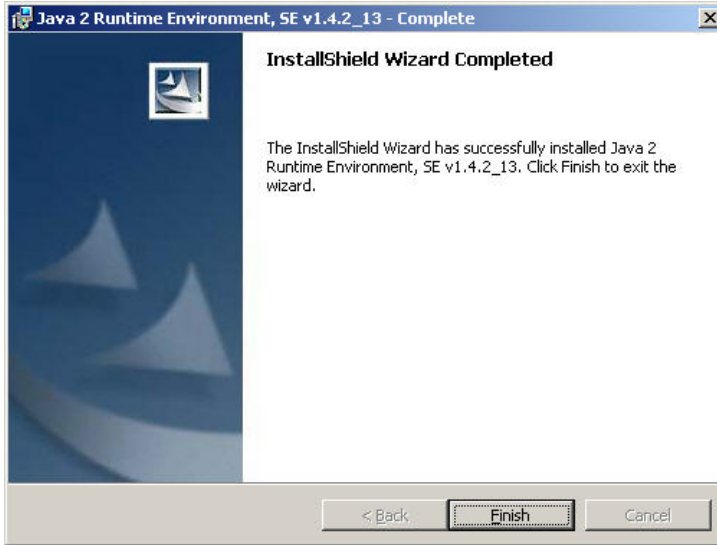 Java 2 Runtime Environment, SE v1.4.2_13 - Complete
InstallShield Wizard Completed
The InstallShield Wizard has successfully installed Java 2
Runtime Environment, SE v1.4.2_13. Click Finish to exit the
wizard.
< Back Finish Cancel